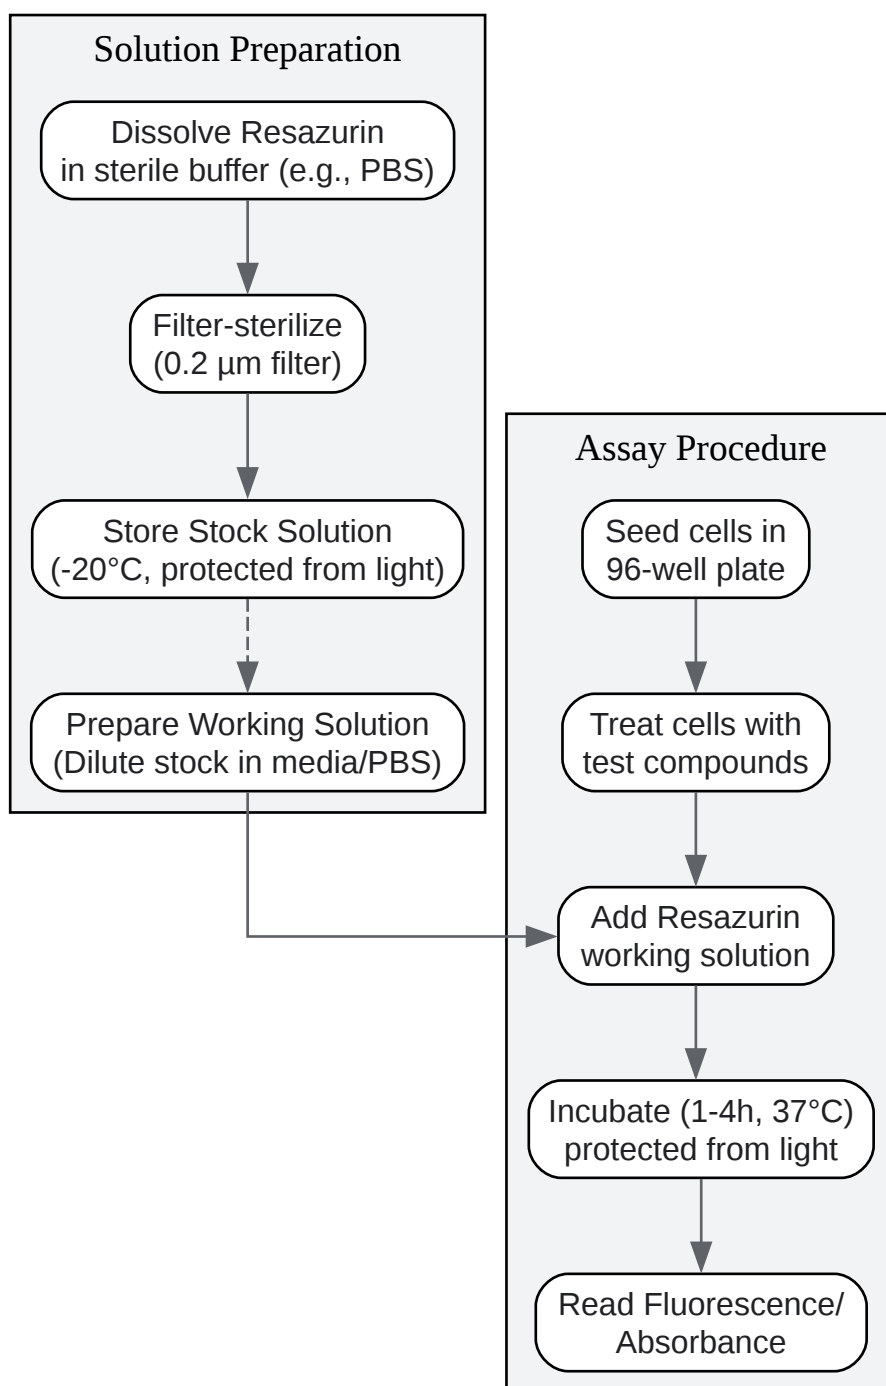 Solution Preparation
Dissolve Resazurin
in sterile buffer (e.g., PBS)
Filter-sterilize
(0.2 µm filter)
Store Stock Solution
(-20°C, protected from light)
Prepare Working Solution
(Dilute stock in media/PBS)
Assay Procedure
Seed cells in
96-well plate
Treat cells with
test compounds
Add Resazurin
working solution
Incubate (1-4h, 37°C)
protected from light
Read Fluorescence/
Absorbance